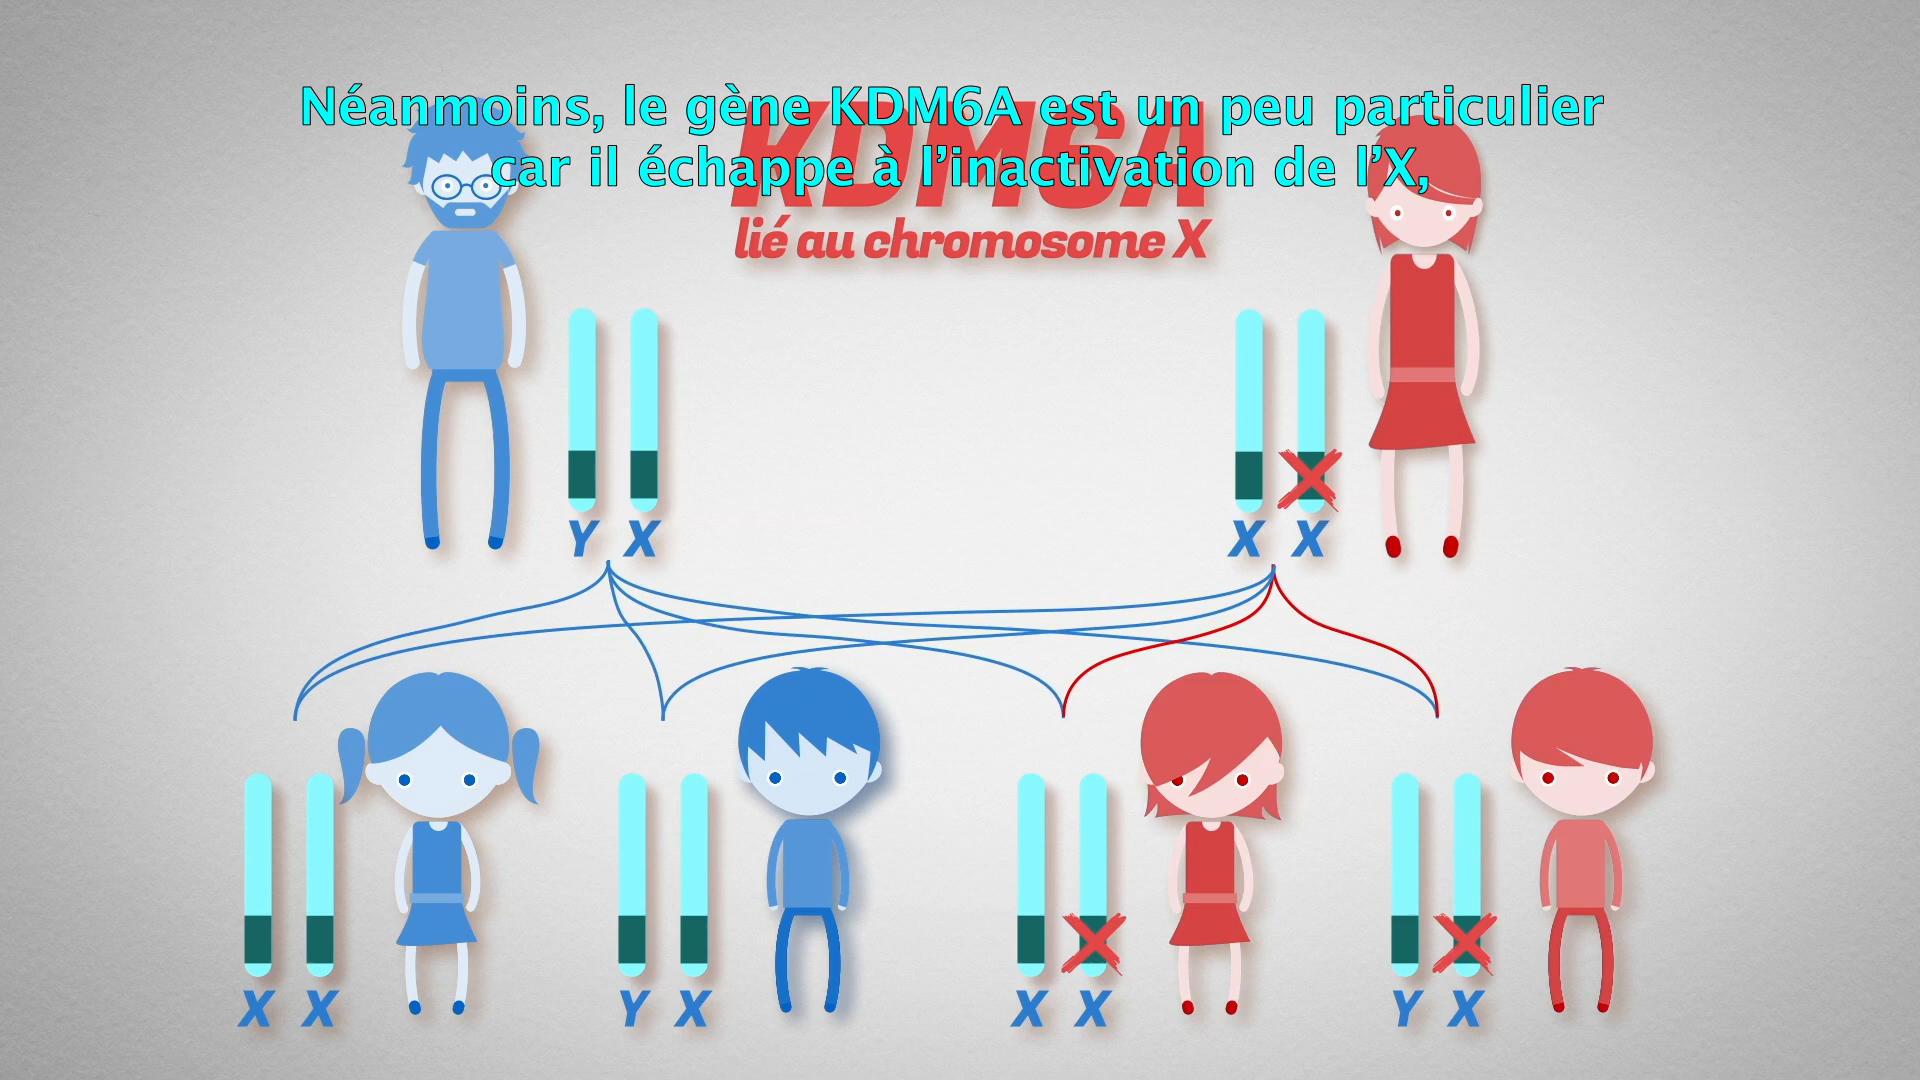 Néanmoins, le gène KDM6A est un peu particulier
car il échappe à l’inactivation de l’X,
KDM6A
lié au chromosome X
Y X
X X
X X
Y X
X X
Y X